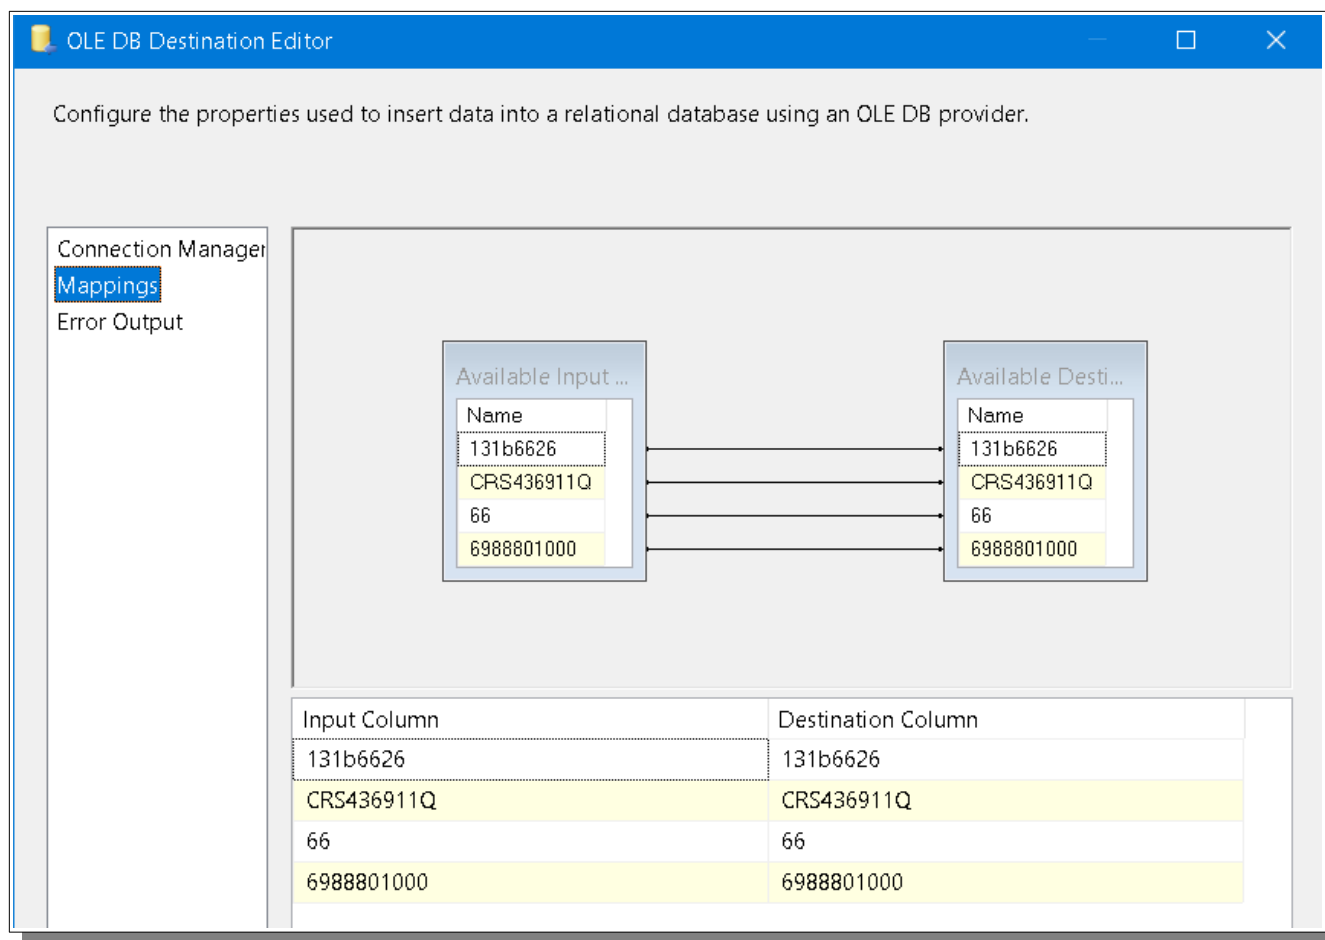 OLE DB Destination Editor
Configure the properties used to insert data into a relational database using an OLE DB provider.
Connection Manager
Mappings
Error Output
Available Input ...
Name
131b6626
CRS436911Q
66
6988801000
Available Desti...
Name
131b6626
CRS436911Q
66
6988801000
Input Column Destination Column
131b6626 131b6626
CRS436911Q CRS436911Q
66 66
6988801000 6988801000